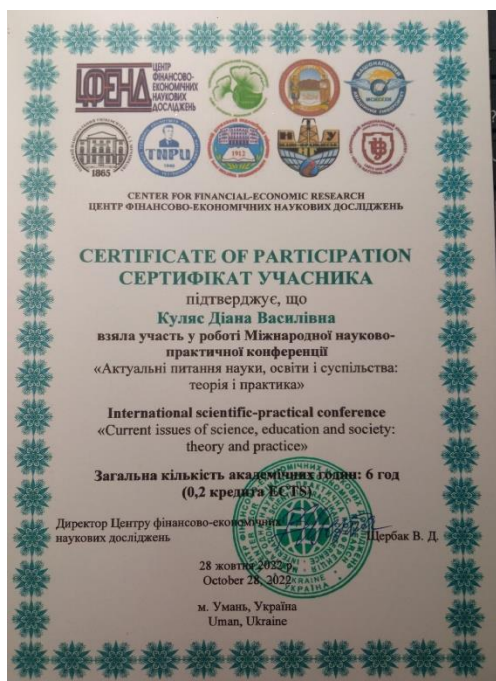 ЦФЕНД
ЦЕНТР
ФІНАНСОВО-
ЕКОНОМІЧНИХ
НАУКОВИХ
ДОСЛІДЖЕНЬ
1865
TNPU
1912
Н У
CENTER FOR FINANCIAL-ECONOMIC RESEARCH
ЦЕНТР ФІНАНСОВО-ЕКОНОМІЧНИХ НАУКОВИХ ДОСЛІДЖЕНЬ
CERTIFICATE OF PARTICIPATION
СЕРТИФІКАТ УЧАСНИКА
підтверджує, що
Куляс Діана Василівна
взяла участь у роботі Міжнародної науково-
практичної конференції
«Актуальні питання науки, освіти і суспільства:
теорія і практика»
International scientific-practical conference
«Current issues of science, education and society:
theory and practice»
Загальна кількість академічних годин: 6 год
(0,2 кредита ECTS)
Директор Центру фінансово-економічних
наукових досліджень
Щербак В. Д.
28 жовтня 2022 р.
October 28, 2022
м. Умань, Україна
Uman, Ukraine